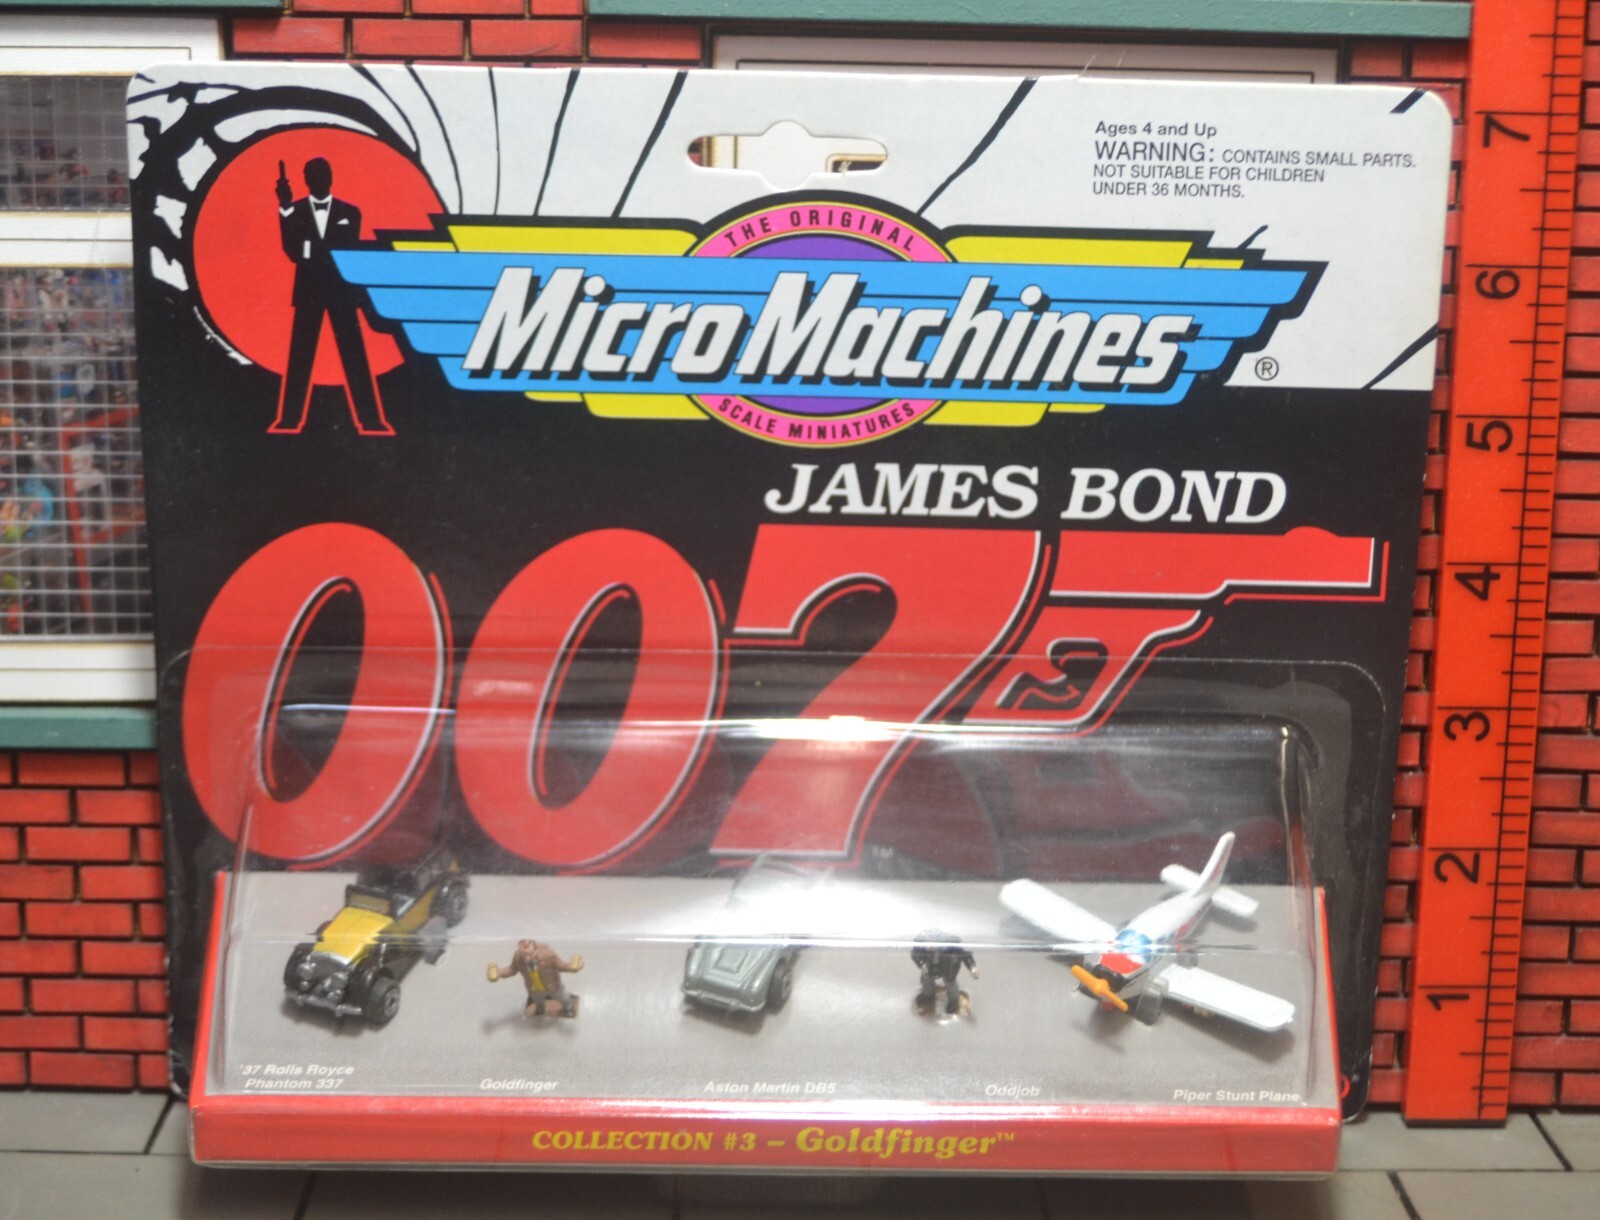 Ages 4 and Up
WARNING: CONTAINS SMALL PARTS.
NOT SUITABLE FOR CHILDREN
UNDER 36 MONTHS.
THE ORIGINAL
Micro Machines®
SCALE MINIATURES
JAMES BOND
007
TM
'37 Rolls Royce
Phantom 337
Goldfinger
Aston Martin DB5
Oddjob
Piper Stunt Plane
COLLECTION #3 – Goldfinger™
7
6
5
4
3
2
1